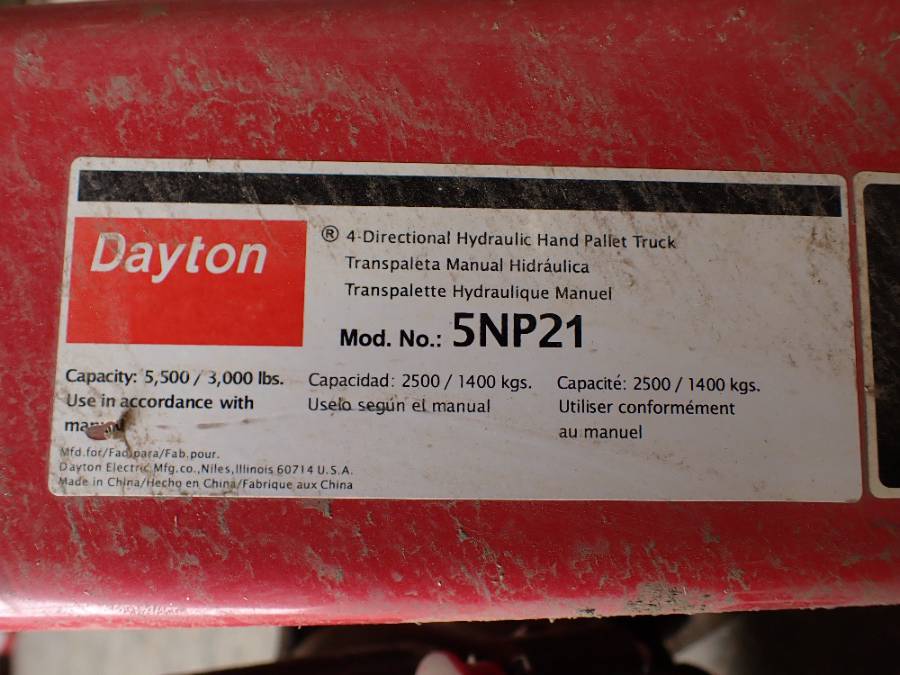 Dayton
® 4-Directional Hydraulic Hand Pallet Truck
Transpaleta Manual Hidráulica
Transpalette Hydraulique Manuel
Mod. No.: 5NP21
Capacity: 5,500 / 3,000 lbs.
Use in accordance with
manual
Capacidad: 2500 / 1400 kgs.
Uselo según el manual
Capacité: 2500 / 1400 kgs.
Utiliser conformément
au manuel
Mfd.for/Fad.para/Fab.pour.
Dayton Electric Mfg.co.,Niles,Illinois 60714 U.S.A.
Made in China/Hecho en China/Fabrique aux China